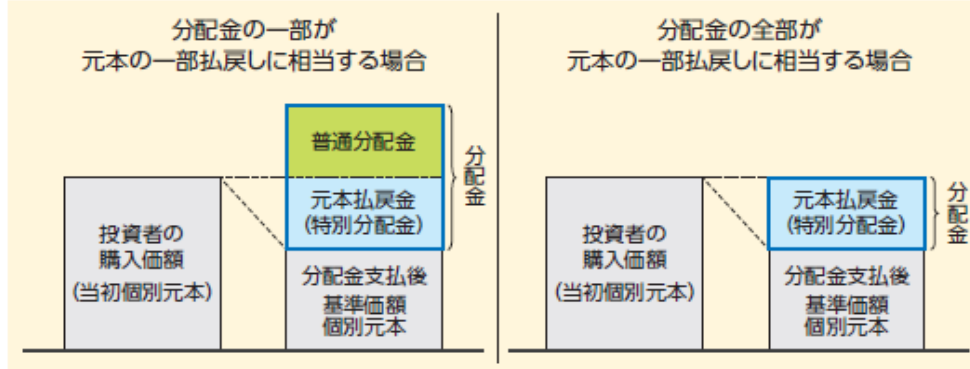 分配金の一部が
元本の一部払戻しに相当する場合
普通分配金
元本払戻金
(特別分配金)
分配金
投資者の
購入価額
(当初個別元本)
分配金支払後
基準価額
個別元本
分配金の全部が
元本の一部払戻しに相当する場合
元本払戻金
(特別分配金)
分配金
投資者の
購入価額
(当初個別元本)
分配金支払後
基準価額
個別元本